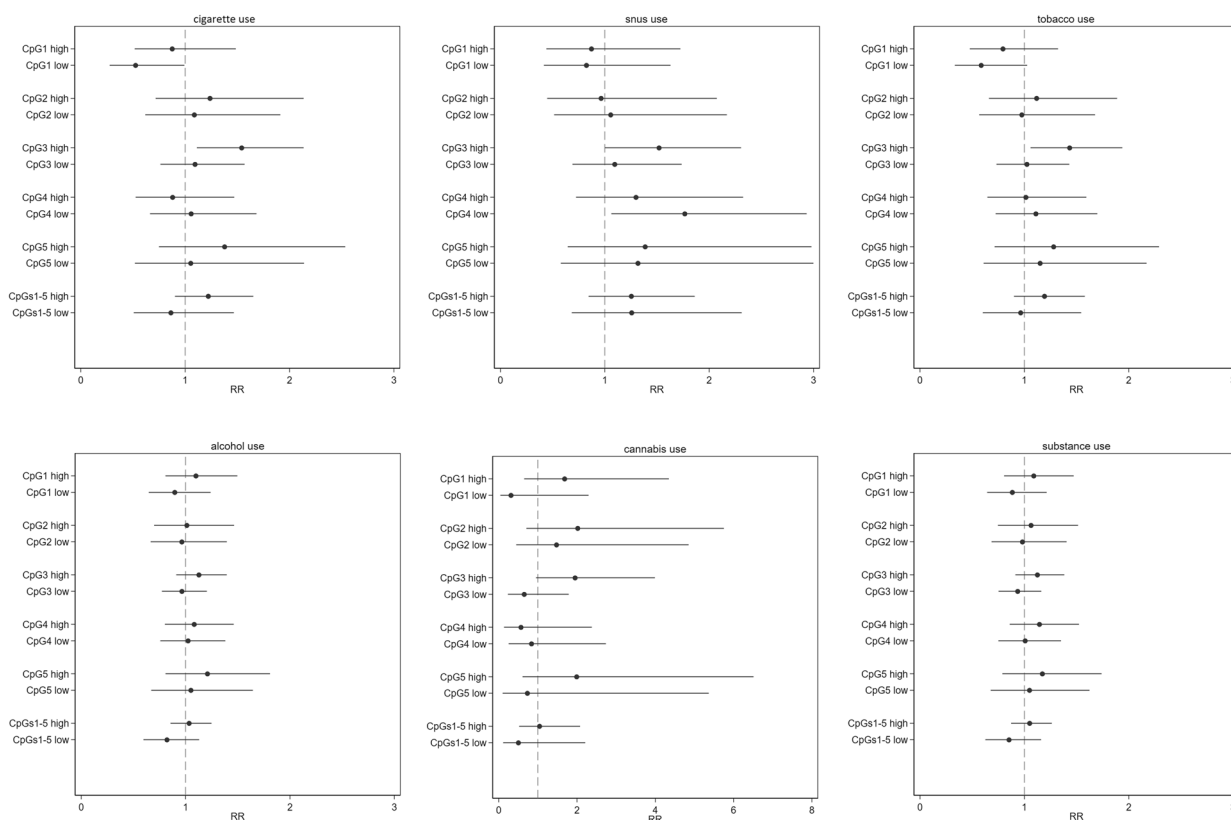 cigarette use
CpG1 high
CpG1 low
CpG2 high
CpG2 low
CpG3 high
CpG3 low
CpG4 high
CpG4 low
CpG5 high
CpG5 low
CpGs1-5 high
CpGs1-5 low
0 1 2 3
RR
snus use
CpG1 high
CpG1 low
CpG2 high
CpG2 low
CpG3 high
CpG3 low
CpG4 high
CpG4 low
CpG5 high
CpG5 low
CpGs1-5 high
CpGs1-5 low
0 1 2 3
RR
tobacco use
CpG1 high
CpG1 low
CpG2 high
CpG2 low
CpG3 high
CpG3 low
CpG4 high
CpG4 low
CpG5 high
CpG5 low
CpGs1-5 high
CpGs1-5 low
0 1 2
RR
alcohol use
CpG1 high
CpG1 low
CpG2 high
CpG2 low
CpG3 high
CpG3 low
CpG4 high
CpG4 low
CpG5 high
CpG5 low
CpGs1-5 high
CpGs1-5 low
0 1 2 3
RR
cannabis use
CpG1 high
CpG1 low
CpG2 high
CpG2 low
CpG3 high
CpG3 low
CpG4 high
CpG4 low
CpG5 high
CpG5 low
CpGs1-5 high
CpGs1-5 low
0 2 4 6 8
RR
substance use
CpG1 high
CpG1 low
CpG2 high
CpG2 low
CpG3 high
CpG3 low
CpG4 high
CpG4 low
CpG5 high
CpG5 low
CpGs1-5 high
CpGs1-5 low
0 1 2
RR